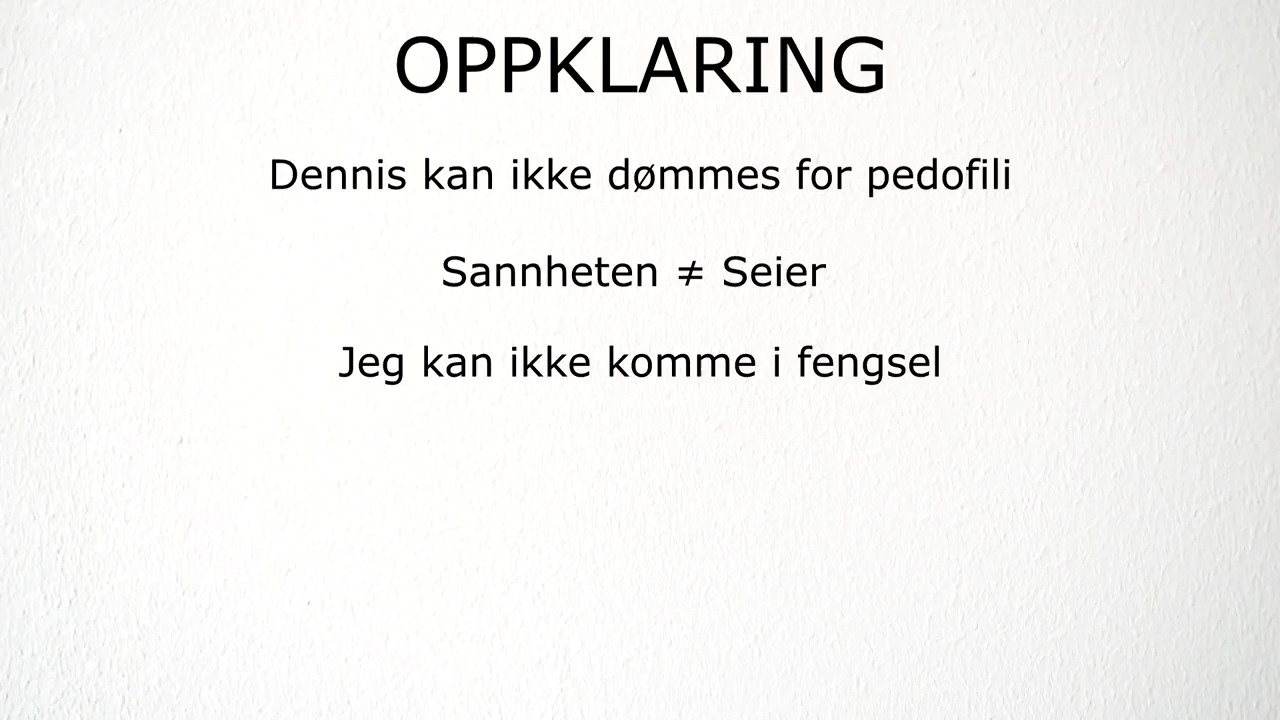 OPPKLARING
Dennis kan ikke dømmes for pedofili
Sannheten ≠ Seier
Jeg kan ikke komme i fengsel